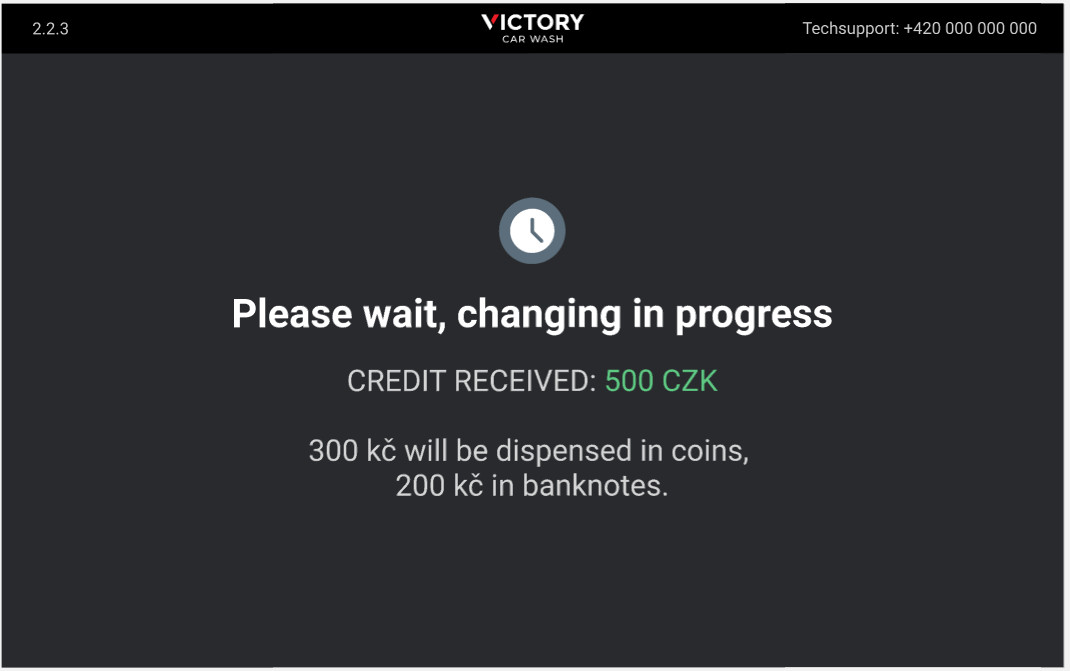 2.2.3
VICTORY
CAR WASH
Techsupport: +420 000 000 000
Please wait, changing in progress
CREDIT RECEIVED: 500 CZK
300 kč will be dispensed in coins,
200 kč in banknotes.